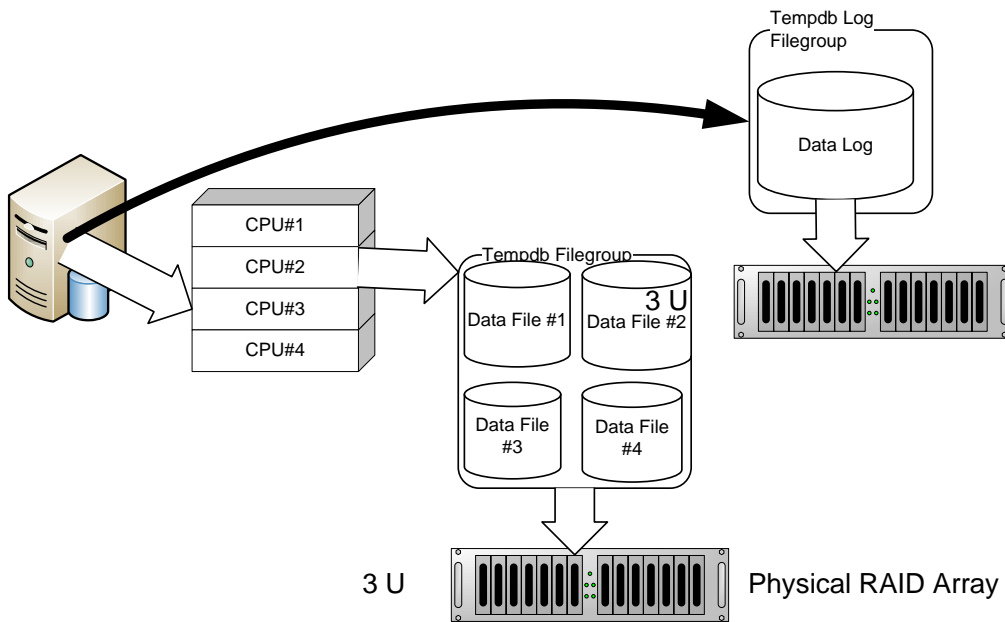 Tempdb Log
Filegroup
Data Log
CPU#1
CPU#2
CPU#3
CPU#4
Tempdb Filegroup
3 U
Data File #1
Data File #2
Data File
#3
Data File
#4
3 U
Physical RAID Array